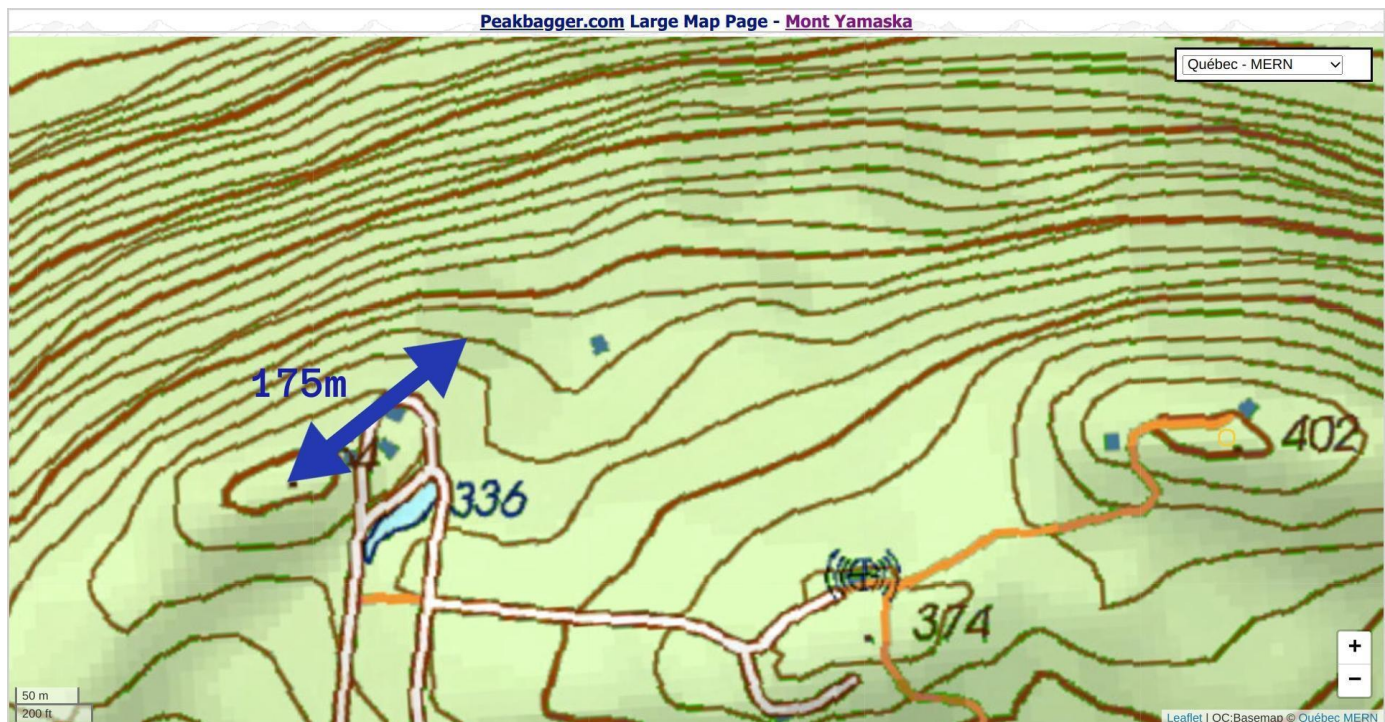 Peakbagger.com Large Map Page - Mont Yamaska
Québec - MERN
175m
402
336
374
+
−
50 m
200 ft
Leaflet | OC:Basemap © Québec MERN